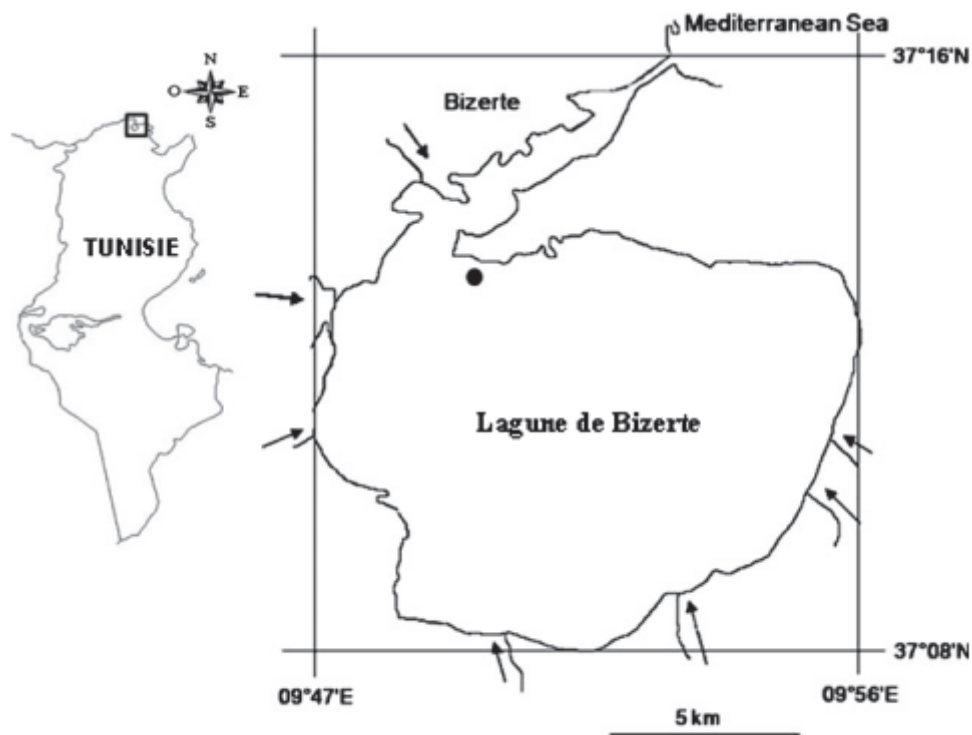 Mediterranean Sea
37°16'N
N
O
E
S
Bizerte
TUNISIE
Lagune de Bizerte
37°08'N
09°47'E
09°56'E
5 km